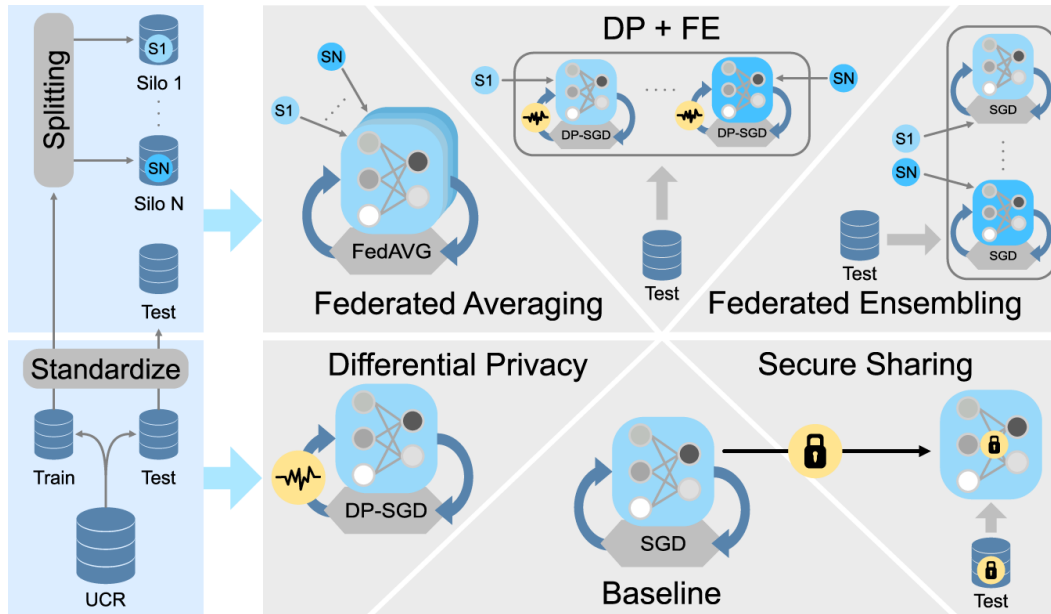 Splitting
S1
Silo 1
SN
Silo N
Test
Standardize
Train
Test
UCR
SN
S1
FedAVG
Federated Averaging
DP + FE
S1
SN
DP-SGD
DP-SGD
Test
SGD
S1
SN
SGD
Test
Federated Ensembling
Differential Privacy
DP-SGD
SGD
Baseline
Secure Sharing
Test